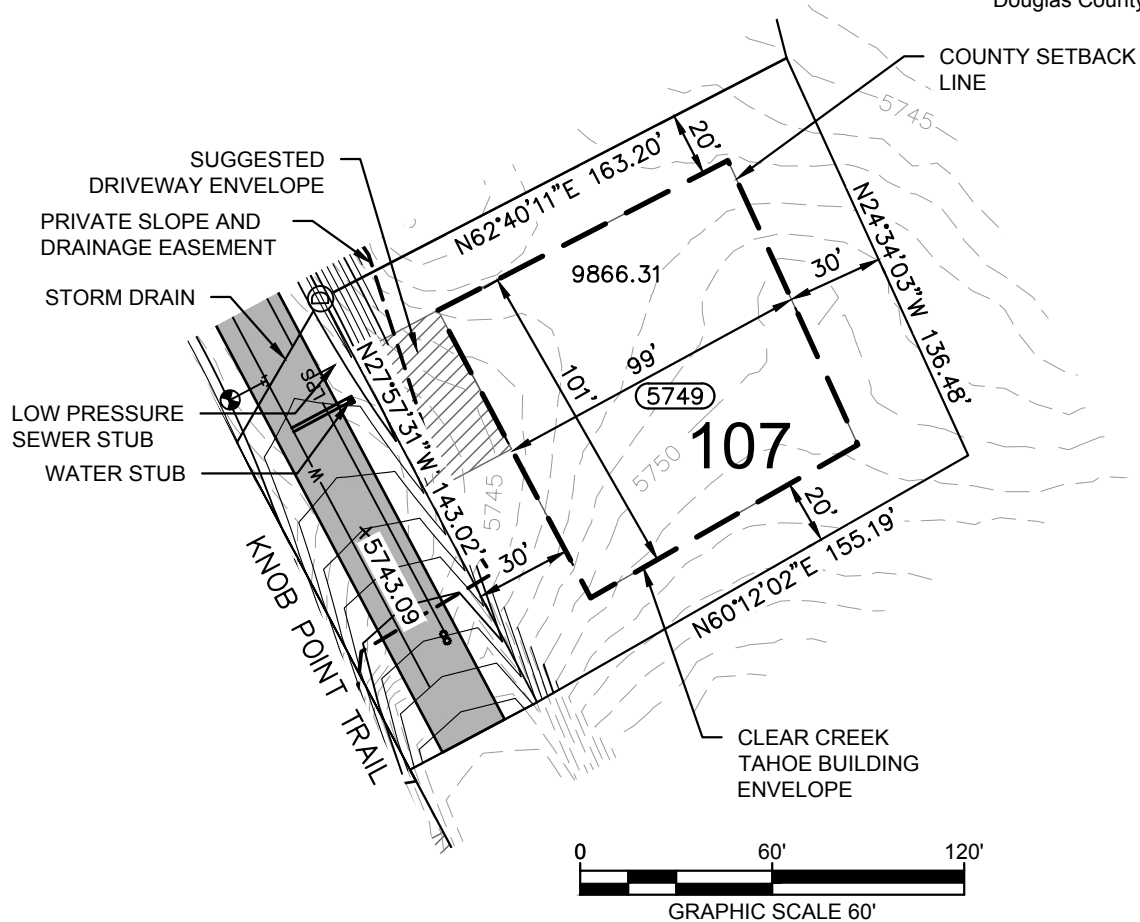 Douglas County
COUNTY SETBACK
LINE
5745
SUGGESTED
DRIVEWAY ENVELOPE
PRIVATE SLOPE AND
DRAINAGE EASEMENT
STORM DRAIN
LOW PRESSURE
SEWER STUB
WATER STUB
N62°40'11"E 163.20'
20'
N24°34'03"W 136.48'
30'
9866.31
99'
101'
5749
107
5750
5745
N27°57'31"W 143.02'
LPS
W
30'
20'
N60°12'02"E 155.19'
+5743.09
KNOB POINT TRAIL
CLEAR CREEK
TAHOE BUILDING
ENVELOPE
0 60' 120'
GRAPHIC SCALE 60'